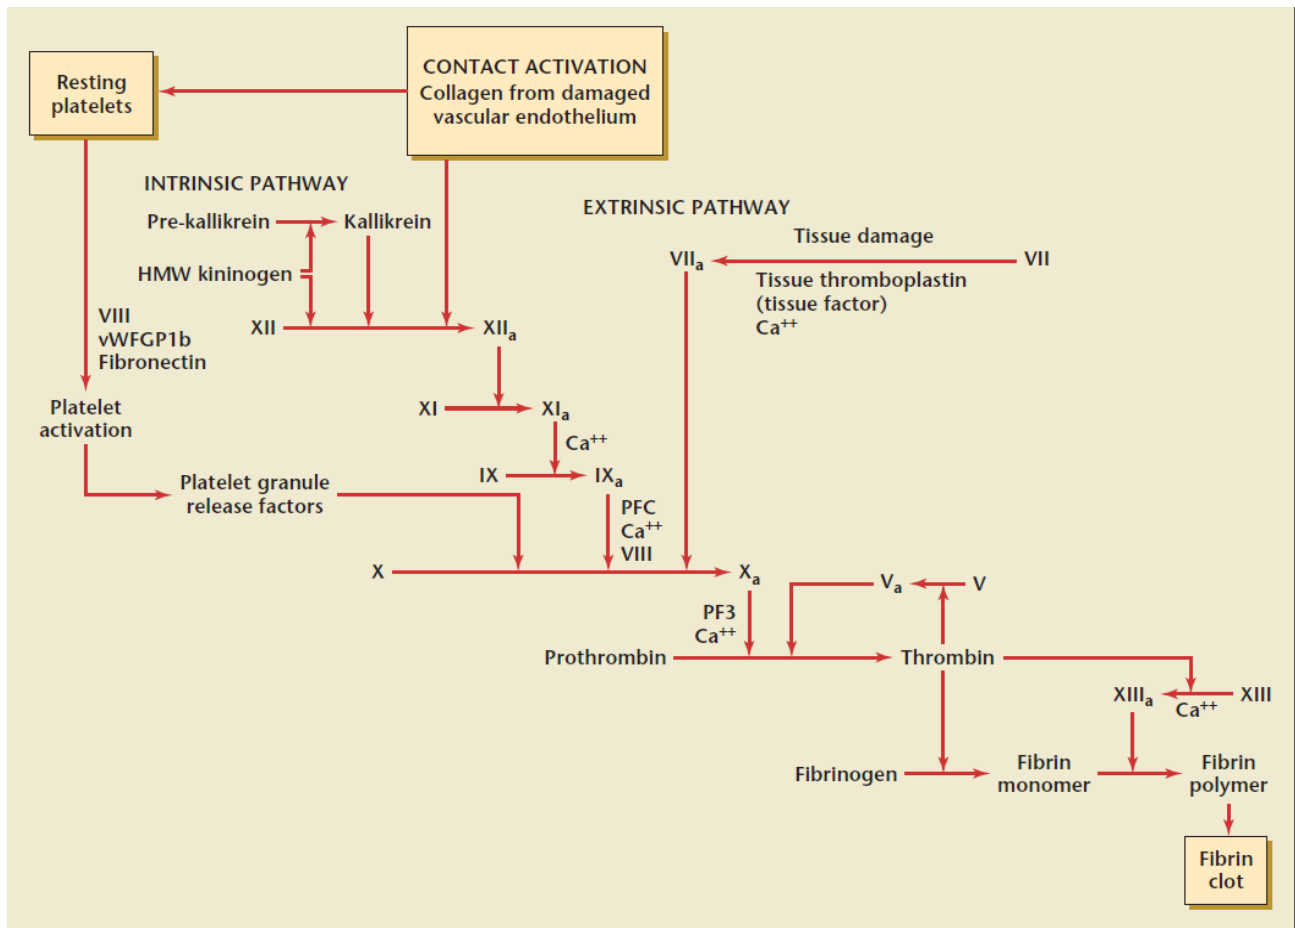 CONTACT ACTIVATION
Collagen from damaged
vascular endothelium
Resting
platelets
INTRINSIC PATHWAY
Pre-kallikrein
Kallikrein
HMW kininogen
XII
XIIa
EXTRINSIC PATHWAY
Tissue damage
VIIa
VII
Tissue thromboplastin
(tissue factor)
Ca++
VIII
vWFGP1b
Fibronectin
Platelet
activation
XI
XIa
Ca++
IX
IXa
Platelet granule
release factors
PFC
Ca++
VIII
X
Xa
Va
V
PF3
Ca++
Prothrombin
Thrombin
XIIIa
Ca++
XIII
Fibrinogen
Fibrin
monomer
Fibrin
polymer
Fibrin
clot